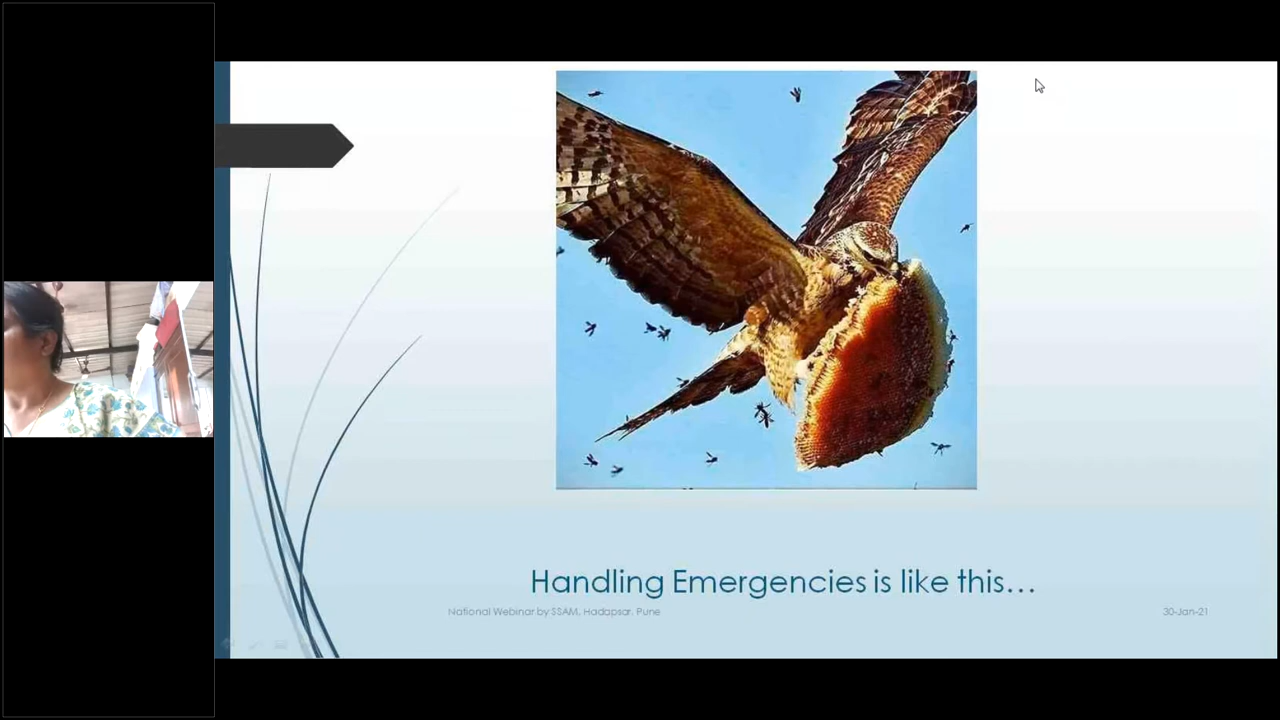 Handling Emergencies is like this...
National Webinar by SSAM, Hadapsar, Pune
30-Jan-21